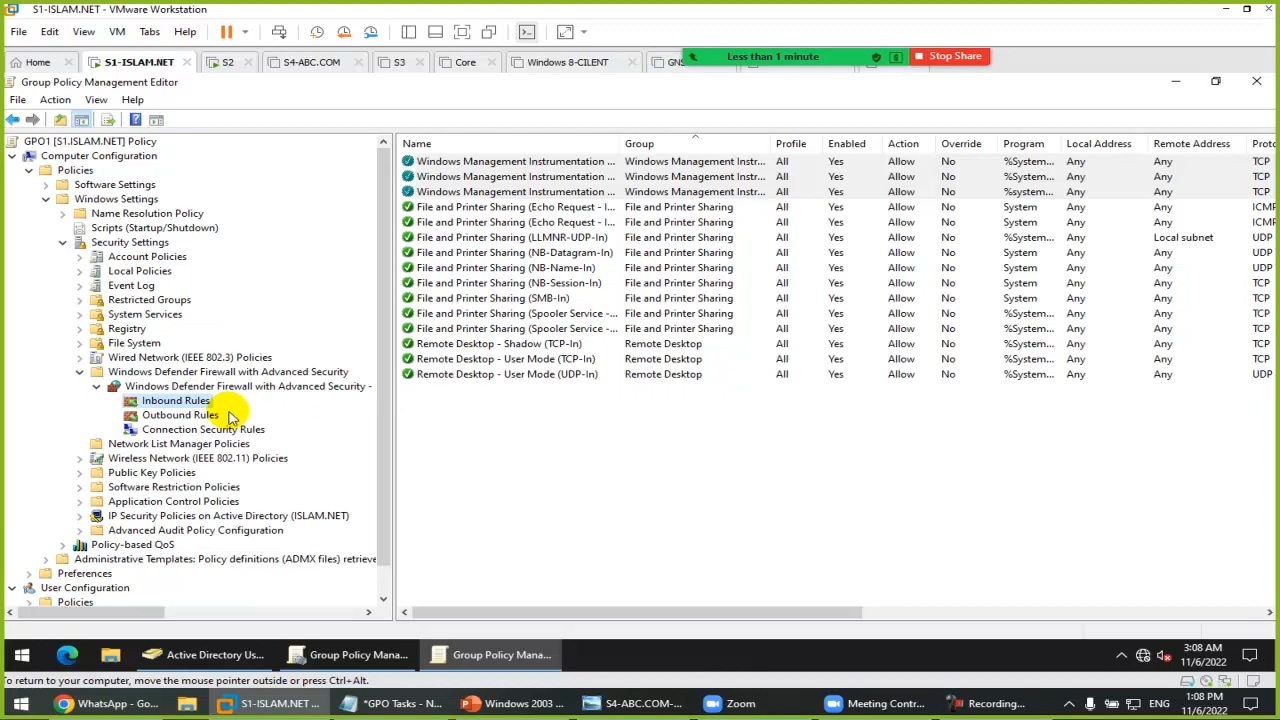 S1-ISLAM.NET - VMware Workstation
File Edit View VM Tabs Help
Home S1-ISLAM.NET S2 S4-ABC.COM S3 Core Windows 8-CILENT GNS
Less than 1 minute Stop Share
Group Policy Management Editor
File Action View Help
GPO1 [S1.ISLAM.NET] Policy
Computer Configuration
Policies
Software Settings
Windows Settings
Name Resolution Policy
Scripts (Startup/Shutdown)
Security Settings
Account Policies
Local Policies
Event Log
Restricted Groups
System Services
Registry
File System
Wired Network (IEEE 802.3) Policies
Windows Defender Firewall with Advanced Security
Windows Defender Firewall with Advanced Security -
Inbound Rules
Outbound Rules
Connection Security Rules
Network List Manager Policies
Wireless Network (IEEE 802.11) Policies
Public Key Policies
Software Restriction Policies
Application Control Policies
IP Security Policies on Active Directory (ISLAM.NET)
Advanced Audit Policy Configuration
Policy-based QoS
Administrative Templates: Policy definitions (ADMX files) retrieve
Preferences
User Configuration
Policies
Name Group Profile Enabled Action Override Program Local Address Remote Address Proto
Windows Management Instrumentation ... Windows Management Instr... All Yes Allow No %System... Any Any TCP
Windows Management Instrumentation ... Windows Management Instr... All Yes Allow No %System... Any Any TCP
Windows Management Instrumentation ... Windows Management Instr... All Yes Allow No %system... Any Any TCP
File and Printer Sharing (Echo Request - I... File and Printer Sharing All Yes Allow No System Any Any ICMP
File and Printer Sharing (Echo Request - I... File and Printer Sharing All Yes Allow No System Any Any ICMP
File and Printer Sharing (LLMNR-UDP-In) File and Printer Sharing All Yes Allow No %System... Any Local subnet UDP
File and Printer Sharing (NB-Datagram-In) File and Printer Sharing All Yes Allow No System Any Any UDP
File and Printer Sharing (NB-Name-In) File and Printer Sharing All Yes Allow No System Any Any UDP
File and Printer Sharing (NB-Session-In) File and Printer Sharing All Yes Allow No System Any Any TCP
File and Printer Sharing (SMB-In) File and Printer Sharing All Yes Allow No System Any Any TCP
File and Printer Sharing (Spooler Service -... File and Printer Sharing All Yes Allow No %System... Any Any TCP
File and Printer Sharing (Spooler Service -... File and Printer Sharing All Yes Allow No %System... Any Any TCP
Remote Desktop - Shadow (TCP-In) Remote Desktop All Yes Allow No %System... Any Any TCP
Remote Desktop - User Mode (TCP-In) Remote Desktop All Yes Allow No %System... Any Any TCP
Remote Desktop - User Mode (UDP-In) Remote Desktop All Yes Allow No %System... Any Any UDP
Active Directory Us... Group Policy Mana... Group Policy Mana... 3:08 AM
11/6/2022
To return to your computer, move the mouse pointer outside or press Ctrl+Alt.
WhatsApp - Go... S1-ISLAM.NET ... *GPO Tasks - N... Windows 2003 ... S4-ABC.COM-... Zoom Meeting Contr... Recording... ENG 1:08 PM
11/6/2022